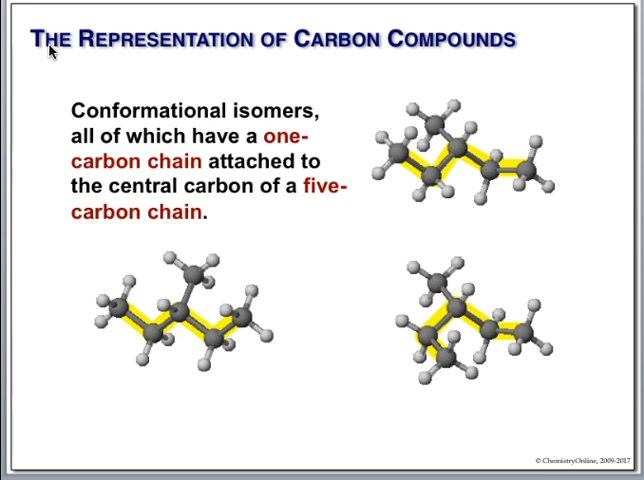 THE REPRESENTATION OF CARBON COMPOUNDS
Conformational isomers,
all of which have a one-
carbon chain attached to
the central carbon of a five-
carbon chain.
© ChemistryOnline, 2009-2017